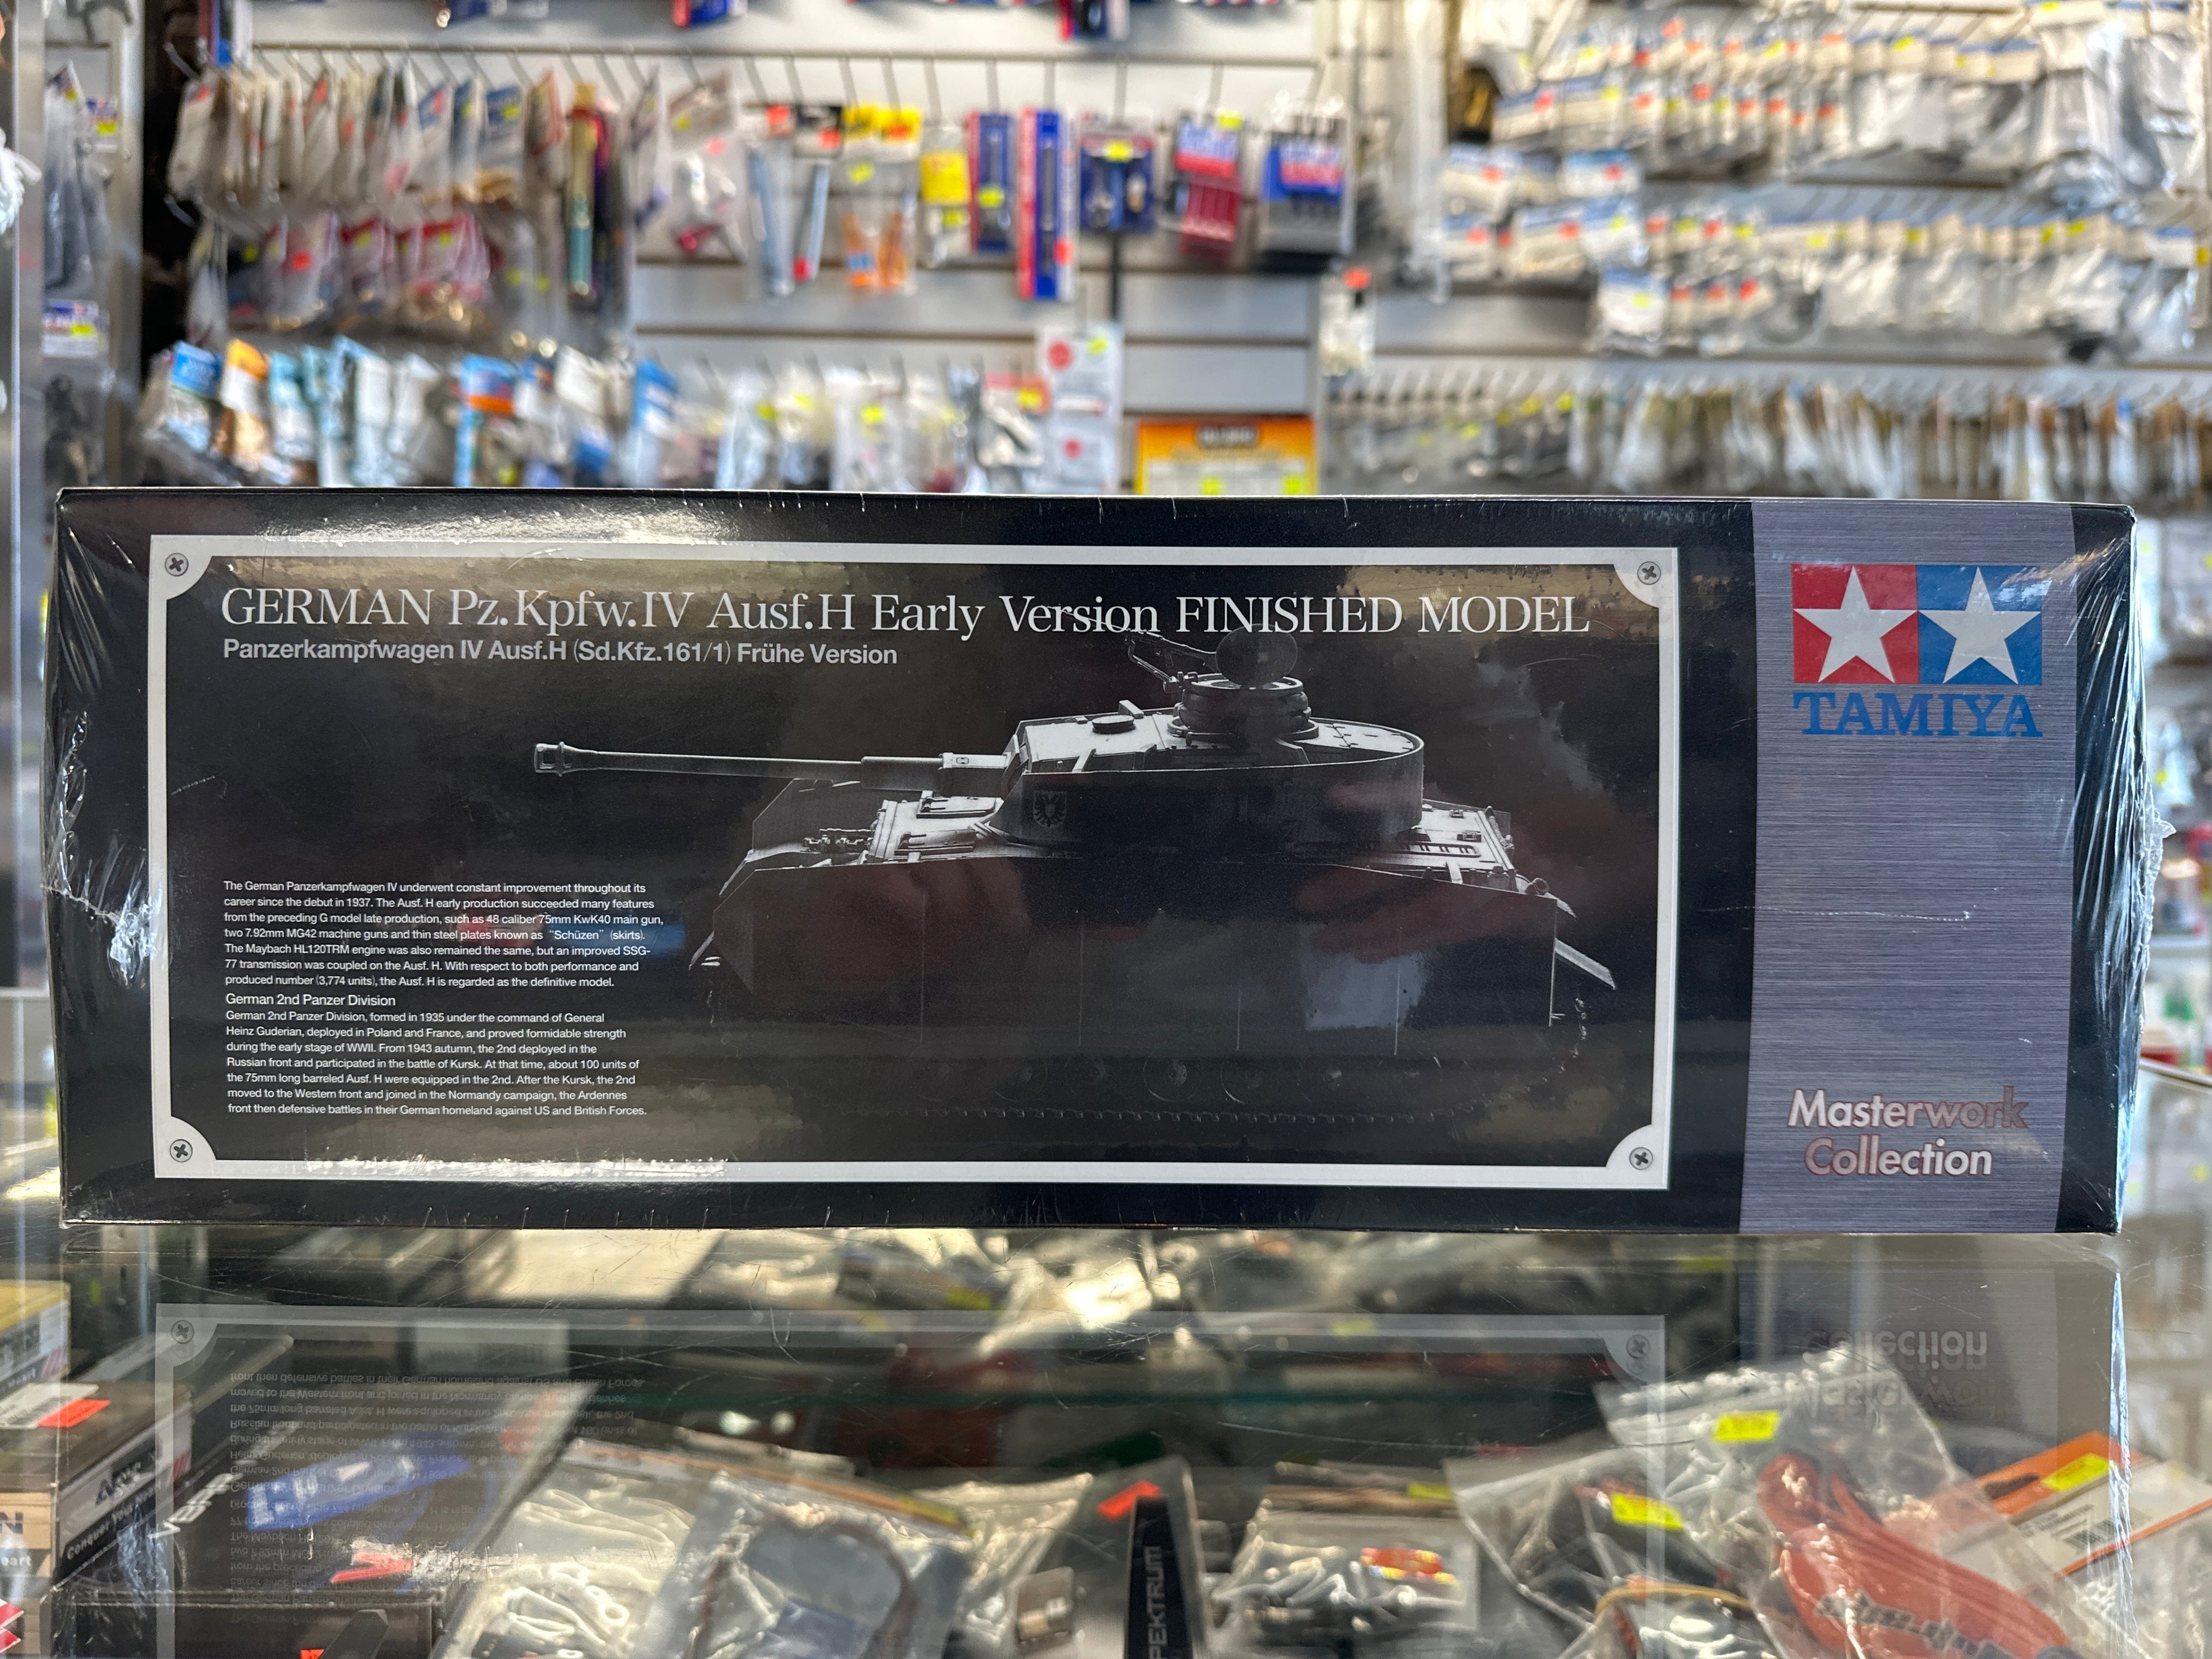 GERMAN Pz.Kpfw.IV Ausf.H Early Version FINISHED MODEL
Panzerkampfwagen IV Ausf.H (Sd.Kfz.161/1) Frühe Version
TAMIYA
The German Panzerkampfwagen IV underwent constant improvement throughout its
career since the debut in 1937. The Ausf. H early production succeeded many features
from the preceding G model late production, such as 48 caliber 75mm KwK40 main gun,
two 7.92mm MG42 machine guns and thin steel plates known as “Schüzen” (skirts).
The Maybach HL120TRM engine was also remained the same, but an improved SSG-
77 transmission was coupled on the Ausf. H. With respect to both performance and
produced number (3,774 units), the Ausf. H is regarded as the definitive model.
German 2nd Panzer Division
German 2nd Panzer Division, formed in 1935 under the command of General
Heinz Guderian, deployed in Poland and France, and proved formidable strength
during the early stage of WWII. From 1943 autumn, the 2nd deployed in the
Russian front and participated in the battle of Kursk. At that time, about 100 units of
the 75mm long barreled Ausf. H were equipped in the 2nd. After the Kursk, the 2nd
moved to the Western front and joined in the Normandy campaign, the Ardennes
front then defensive battles in their German homeland against US and British Forces.
Masterwork
Collection
Conquer your
PEKTRUM